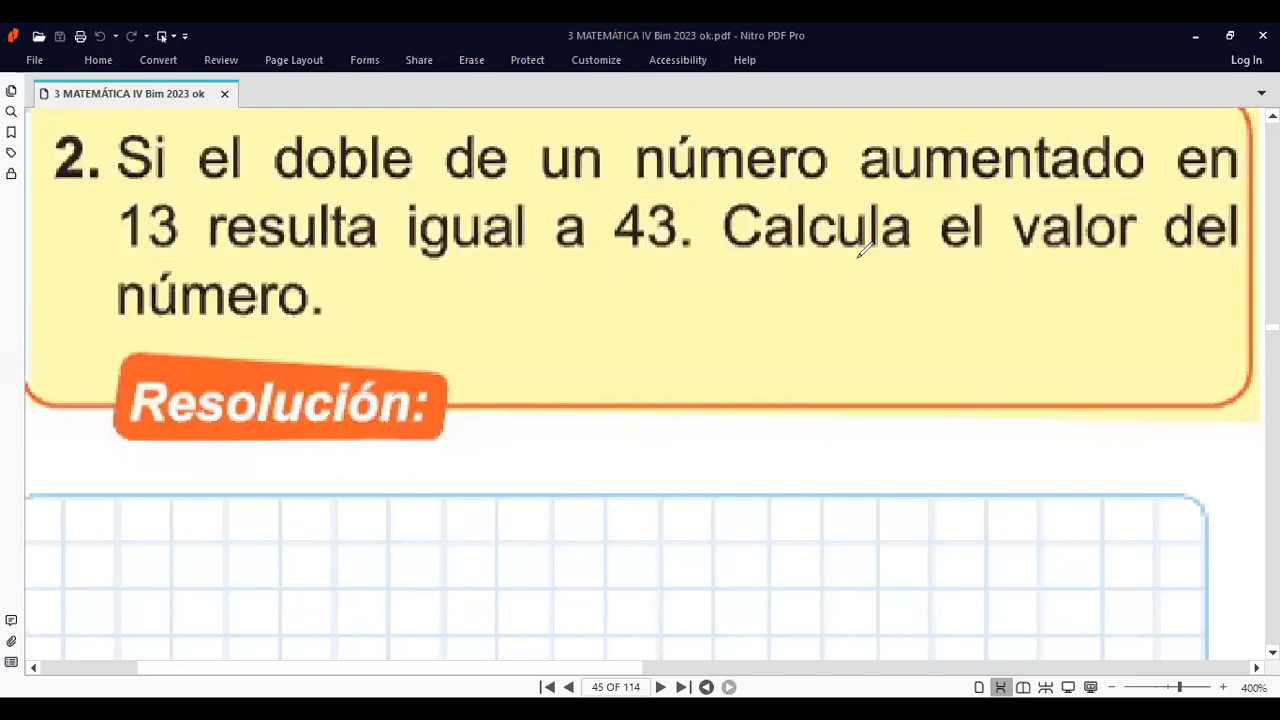 3 MATEMÁTICA IV Bim 2023 ok.pdf - Nitro PDF Pro
File Home Convert Review Page Layout Forms Share Erase Protect Customize Accessibility Help Log In
3 MATEMÁTICA IV Bim 2023 ok
2. Si el doble de un número aumentado en
13 resulta igual a 43. Calcula el valor del
número.
Resolución:
45 OF 114
400%